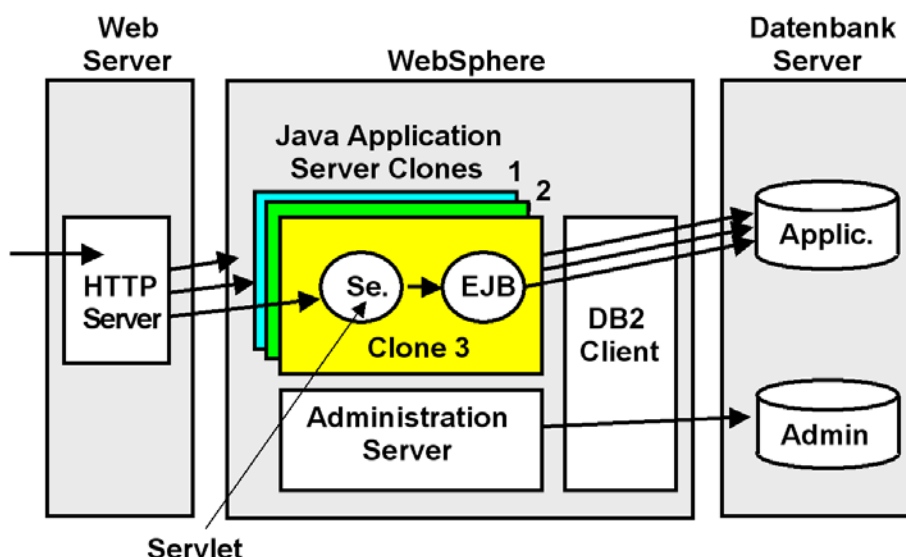 Web
Server
WebSphere
Datenbank
Server
Java Application
Server Clones
1
2
HTTP
Server
Se.
EJB
Clone 3
DB2
Client
Applic.
Administration
Server
Admin
Servlet